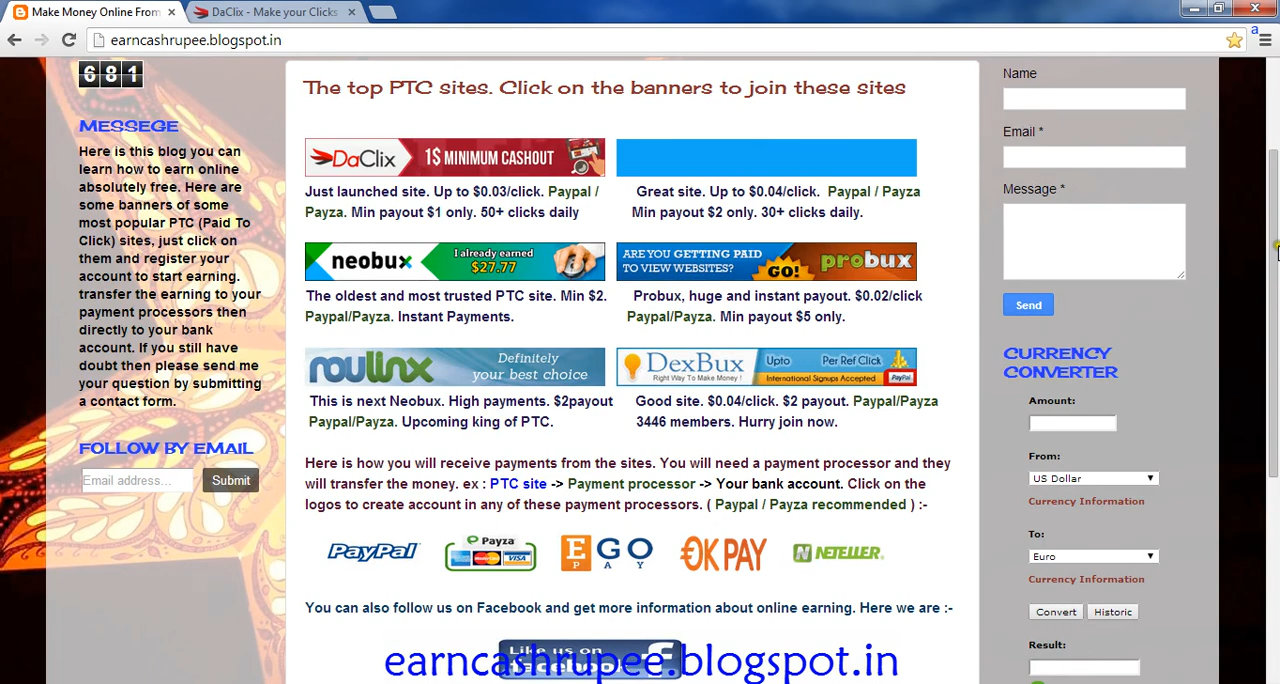 Make Money Online From
DaClix - Make your Clicks
earncashrupee.blogspot.in
a
681
MESSEGE
Here is this blog you can
learn how to earn online
absolutely free. Here are
some banners of some
most popular PTC (Paid To
Click) sites, just click on
them and register your
account to start earning.
transfer the earning to your
payment processors then
directly to your bank
account. If you still have
doubt then please send me
your question by submitting
a contact form.
FOLLOW BY EMAIL
Email address...
Submit
The top PTC sites. Click on the banners to join these sites
DaClix 1$ MINIMUM CASHOUT
Just launched site. Up to $0.03/click. Paypal /
Payza. Min payout $1 only. 50+ clicks daily
Great site. Up to $0.04/click. Paypal / Payza
Min payout $2 only. 30+ clicks daily.
neobux I already earned
$27.77
ARE YOU GETTING PAID
TO VIEW WEBSITES? GO! probux
The oldest and most trusted PTC site. Min $2.
Paypal/Payza. Instant Payments.
Probux, huge and instant payout. $0.02/click
Paypal/Payza. Min payout $5 only.
roulinx Definitely
your best choice
DexBux Upto Per Ref Click
Right Way To Make Money ! International Signups Accepted PayPal
This is next Neobux. High payments. $2payout
Paypal/Payza. Upcoming king of PTC.
Good site. $0.04/click. $2 payout. Paypal/Payza
3446 members. Hurry join now.
Here is how you will receive payments from the sites. You will need a payment processor and they
will transfer the money. ex : PTC site -> Payment processor -> Your bank account. Click on the
logos to create account in any of these payment processors. ( Paypal / Payza recommended ) :-
PayPal
Payza
VISA
EGO
PAY
OKPAY
NETELLER
You can also follow us on Facebook and get more information about online earning. Here we are :-
Like us on
facebook
earncashrupee.blogspot.in
Name
Email *
Message *
Send
CURRENCY
CONVERTER
Amount:
From:
US Dollar
Currency Information
To:
Euro
Currency Information
Convert Historic
Result: